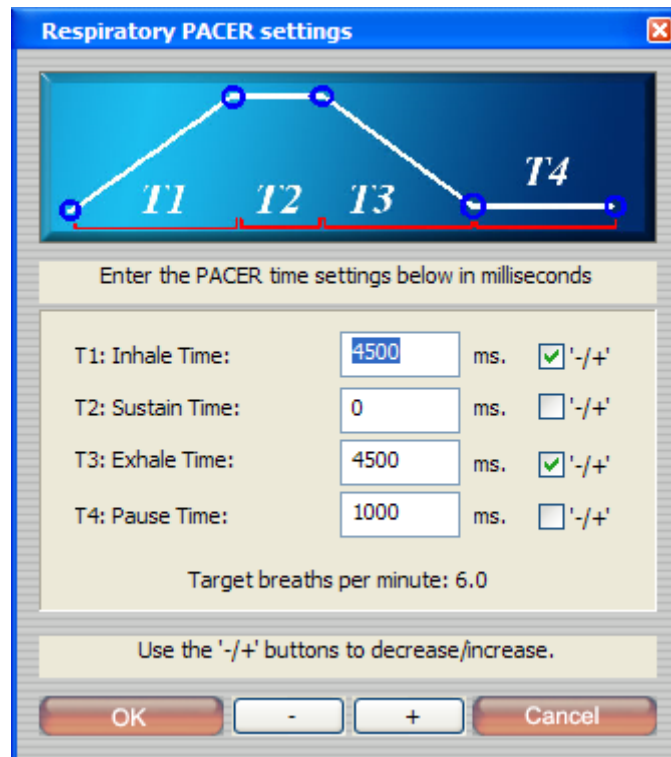 Respiratory PACER settings
T1 T2 T3 T4
Enter the PACER time settings below in milliseconds
T1: Inhale Time: 4500 ms. '-/+'
T2: Sustain Time: 0 ms. '-/+'
T3: Exhale Time: 4500 ms. '-/+'
T4: Pause Time: 1000 ms. '-/+'
Target breaths per minute: 6.0
Use the '-/+' buttons to decrease/increase.
OK - + Cancel